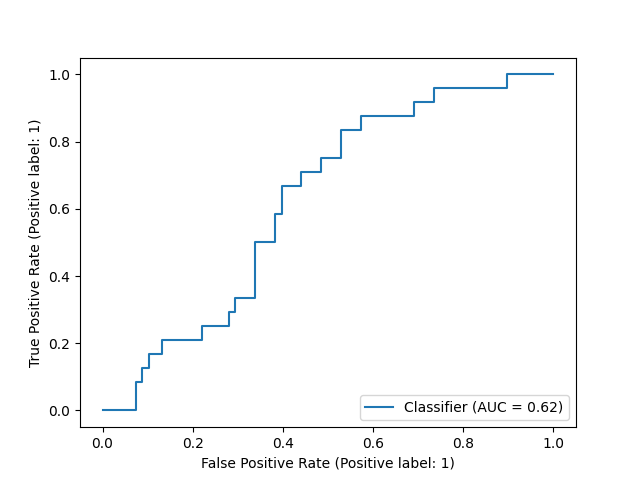 1.0
0.8
0.6
0.4
0.2
0.0
True Positive Rate (Positive label: 1)
Classifier (AUC = 0.62)
0.0 0.2 0.4 0.6 0.8 1.0
False Positive Rate (Positive label: 1)